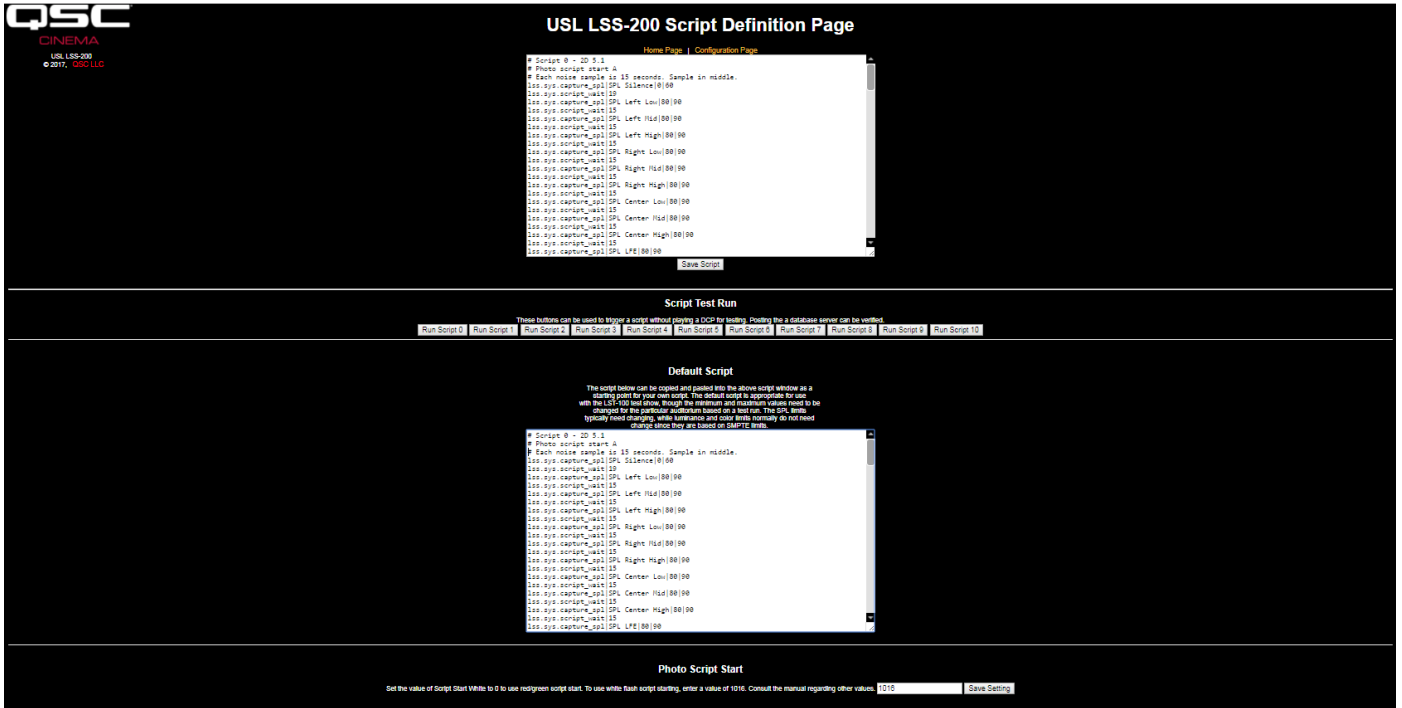 QSC
CINEMA
USL LSS-200
© 2017, QSC LLC
USL LSS-200 Script Definition Page
Home Page | Configuration Page
# Script 0 - 2D 5.1
# Photo script start A
# Each noise sample is 15 seconds. Sample in middle.
lss.sys.capture_spl|SPL Silence|0|60
lss.sys.script_wait|19
lss.sys.capture_spl|SPL Left Low|80|90
lss.sys.script_wait|15
lss.sys.capture_spl|SPL Left Mid|80|90
lss.sys.script_wait|15
lss.sys.capture_spl|SPL Left High|80|90
lss.sys.script_wait|15
lss.sys.capture_spl|SPL Right Low|80|90
lss.sys.script_wait|15
lss.sys.capture_spl|SPL Right Mid|80|90
lss.sys.script_wait|15
lss.sys.capture_spl|SPL Right High|80|90
lss.sys.script_wait|15
lss.sys.capture_spl|SPL Center Low|80|90
lss.sys.script_wait|15
lss.sys.capture_spl|SPL Center Mid|80|90
lss.sys.script_wait|15
lss.sys.capture_spl|SPL Center High|80|90
lss.sys.script_wait|15
lss.sys.capture_spl|SPL LFE|80|90
Save Script
Script Test Run
These buttons can be used to trigger a script without playing a DCP for testing. Posting the a database server can be verified.
Run Script 0 Run Script 1 Run Script 2 Run Script 3 Run Script 4 Run Script 5 Run Script 6 Run Script 7 Run Script 8 Run Script 9 Run Script 10
Default Script
The script below can be copied and pasted into the above script window as a
starting point for your own script. The default script is appropriate for use
with the LST-100 test show, though the minimum and maximum values need to be
changed for the particular auditorium based on a test run. The SPL limits
typically need changing, while luminance and color limits normally do not need
change since they are based on SMPTE limits.
# Script 0 - 2D 5.1
# Photo script start A
# Each noise sample is 15 seconds. Sample in middle.
lss.sys.capture_spl|SPL Silence|0|60
lss.sys.script_wait|19
lss.sys.capture_spl|SPL Left Low|80|90
lss.sys.script_wait|15
lss.sys.capture_spl|SPL Left Mid|80|90
lss.sys.script_wait|15
lss.sys.capture_spl|SPL Left High|80|90
lss.sys.script_wait|15
lss.sys.capture_spl|SPL Right Low|80|90
lss.sys.script_wait|15
lss.sys.capture_spl|SPL Right Mid|80|90
lss.sys.script_wait|15
lss.sys.capture_spl|SPL Right High|80|90
lss.sys.script_wait|15
lss.sys.capture_spl|SPL Center Low|80|90
lss.sys.script_wait|15
lss.sys.capture_spl|SPL Center Mid|80|90
lss.sys.script_wait|15
lss.sys.capture_spl|SPL Center High|80|90
lss.sys.script_wait|15
lss.sys.capture_spl|SPL LFE|80|90
Photo Script Start
Set the value of Script Start White to 0 to use red/green script start. To use white flash script starting, enter a value of 1016. Consult the manual regarding other values. 1016 Save Setting